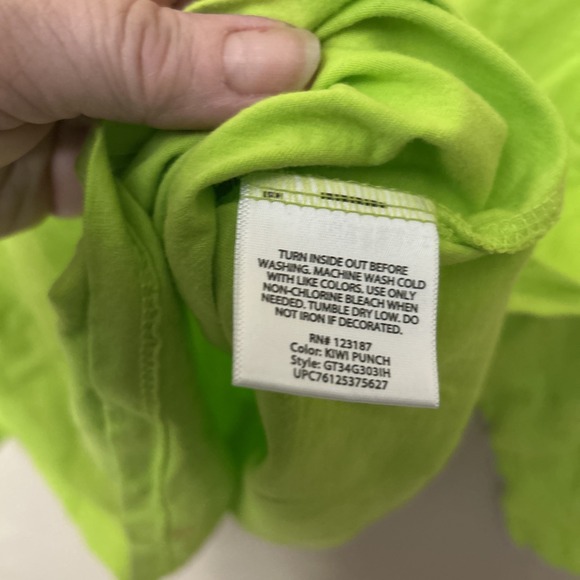 TURN INSIDE OUT BEFORE
WASHING. MACHINE WASH COLD
WITH LIKE COLORS. USE ONLY
NON-CHLORINE BLEACH WHEN
NEEDED. TUMBLE DRY LOW. DO
NOT IRON IF DECORATED.
RN# 123187
Color: KIWI PUNCH
Style: GT34G303IH
UPC76125375627